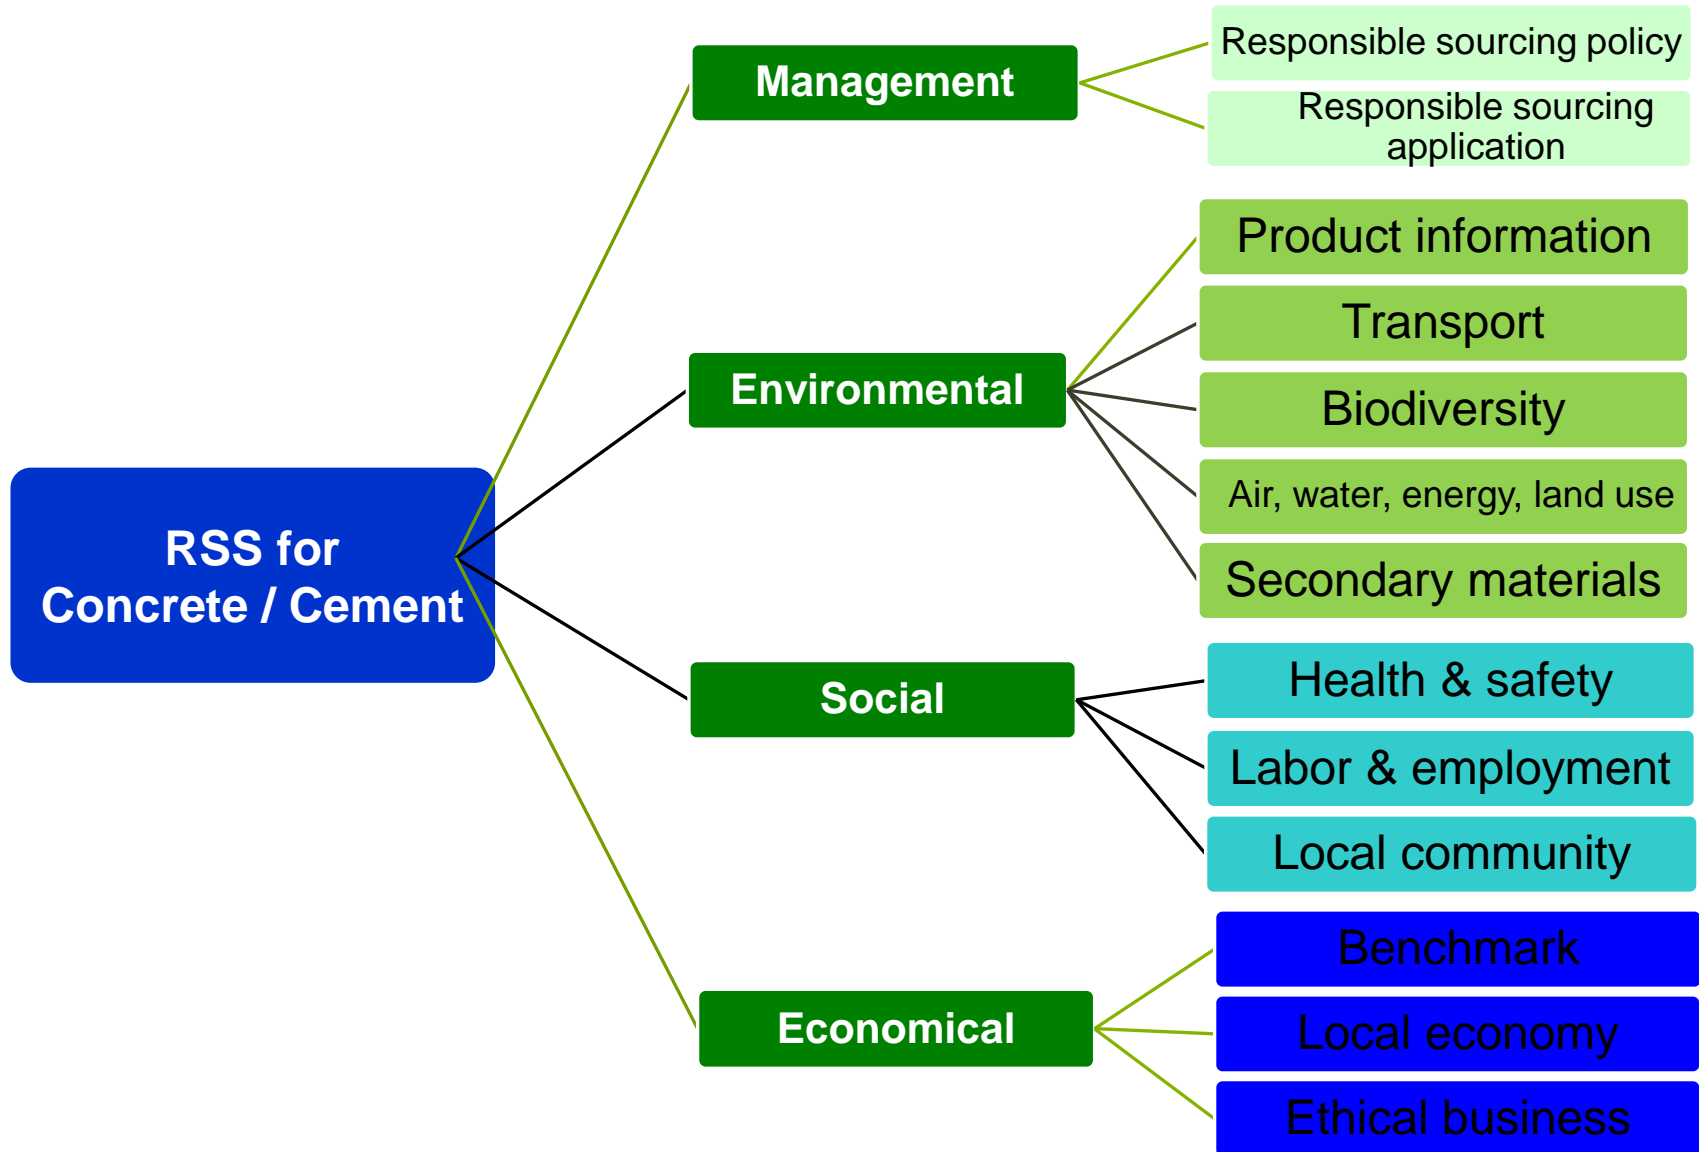 RSS for
Concrete / Cement
Management
Responsible sourcing policy
Responsible sourcing
application
Environmental
Product information
Transport
Biodiversity
Air, water, energy, land use
Secondary materials
Social
Health & safety
Labor & employment
Local community
Economical
Benchmark
Local economy
Ethical business